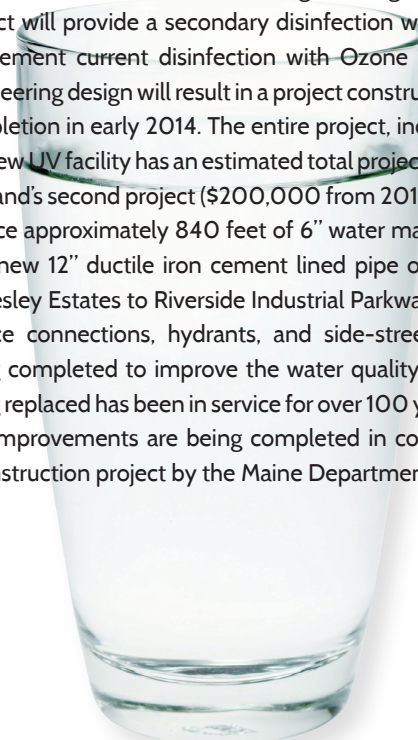 ct will provide a secondary disinfection w
ement current disinfection with Ozone
eering design will result in a project constru
pletion in early 2014. The entire project, inc
ew UV facility has an estimated total projec
and's second project ($200,000 from 201
ce approximately 840 feet of 6" water ma
new 12" ductile iron cement lined pipe o
esley Estates to Riverside Industrial Parkwa
ce connections, hydrants, and side-stree
g completed to improve the water quality
g replaced has been in service for over 100 y
mprovements are being completed in co
nstruction project by the Maine Departmen